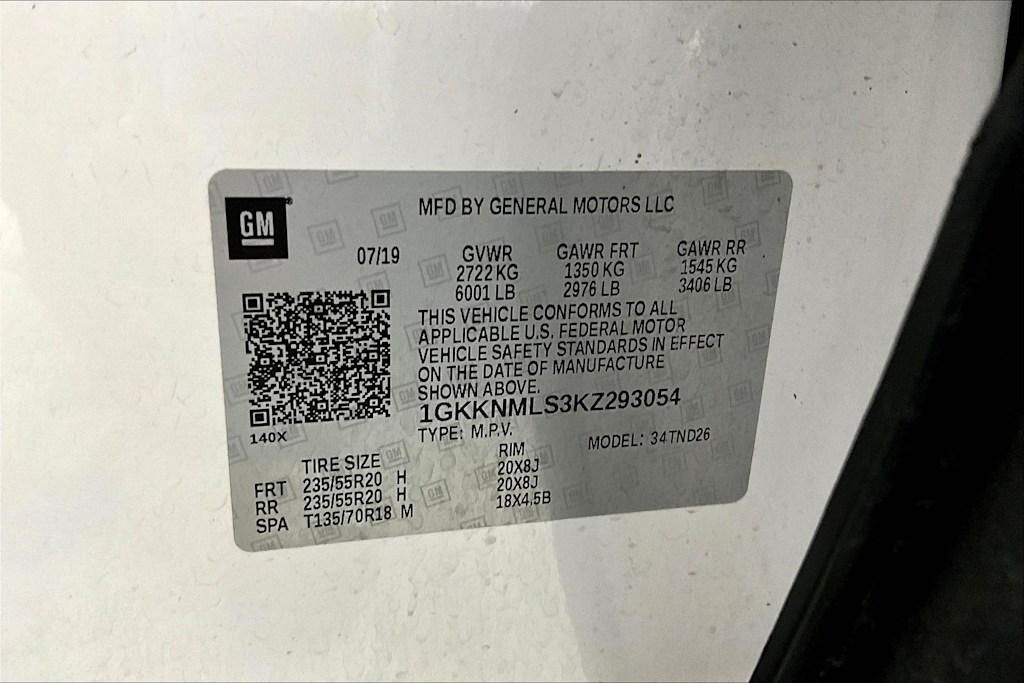 GM
MFD BY GENERAL MOTORS LLC
07/19 GVWR GAWR FRT GAWR RR
2722 KG 1350 KG 1545 KG
6001 LB 2976 LB 3406 LB
THIS VEHICLE CONFORMS TO ALL
APPLICABLE U.S. FEDERAL MOTOR
VEHICLE SAFETY STANDARDS IN EFFECT
ON THE DATE OF MANUFACTURE
SHOWN ABOVE.
1GKKNMLS3KZ293054
140X
TYPE: M.P.V. MODEL: 34TND26
TIRE SIZE RIM
FRT 235/55R20 H 20X8J
RR 235/55R20 H 20X8J
SPA T135/70R18 M 18X4.5B